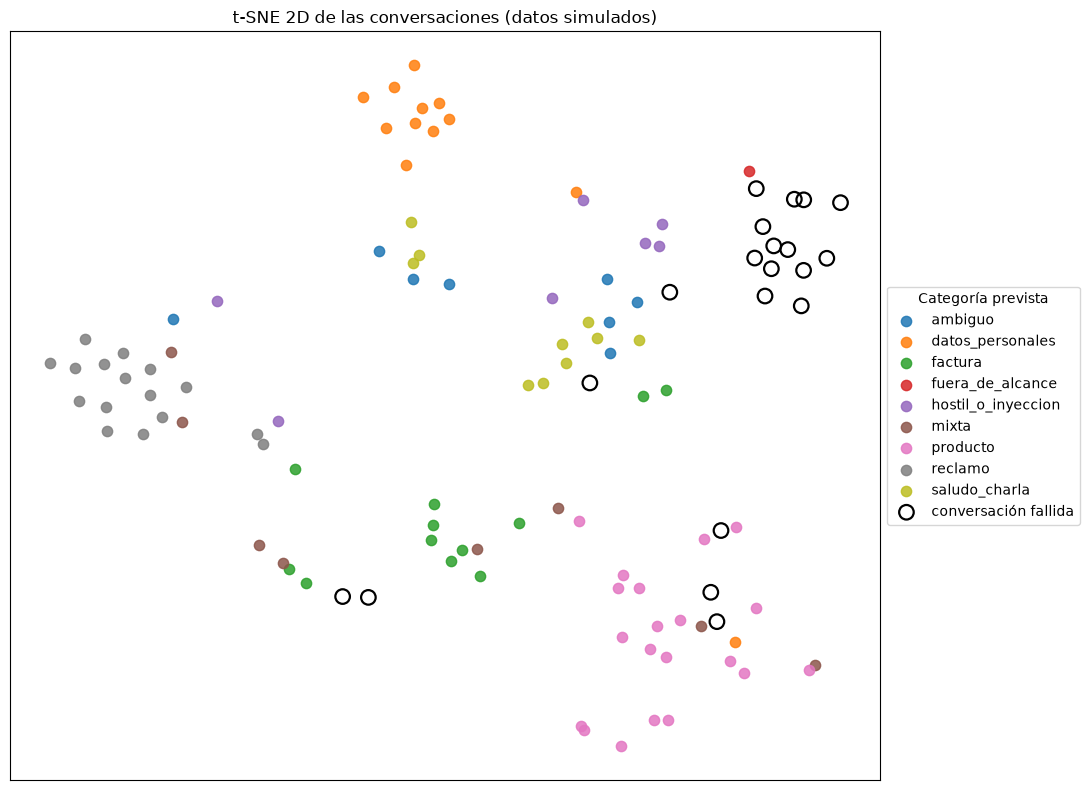 t-SNE 2D de las conversaciones (datos simulados)
Categoría prevista
ambiguo
datos_personales
factura
fuera_de_alcance
hostil_o_inyeccion
mixta
producto
reclamo
saludo_charla
conversación fallida